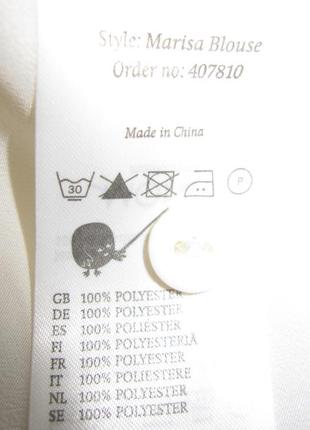 Style: Marisa Blouse
Order no: 407810
Made in China
30
P
GB 100% POLYESTER
DE 100% POLYESTER
ES 100% POLIESTER
FI 100% POLYESTERIÄ
FR 100% POLYESTER
IT 100% POLIESTERE
NL 100% POLYESTER
SE 100% POLYESTER